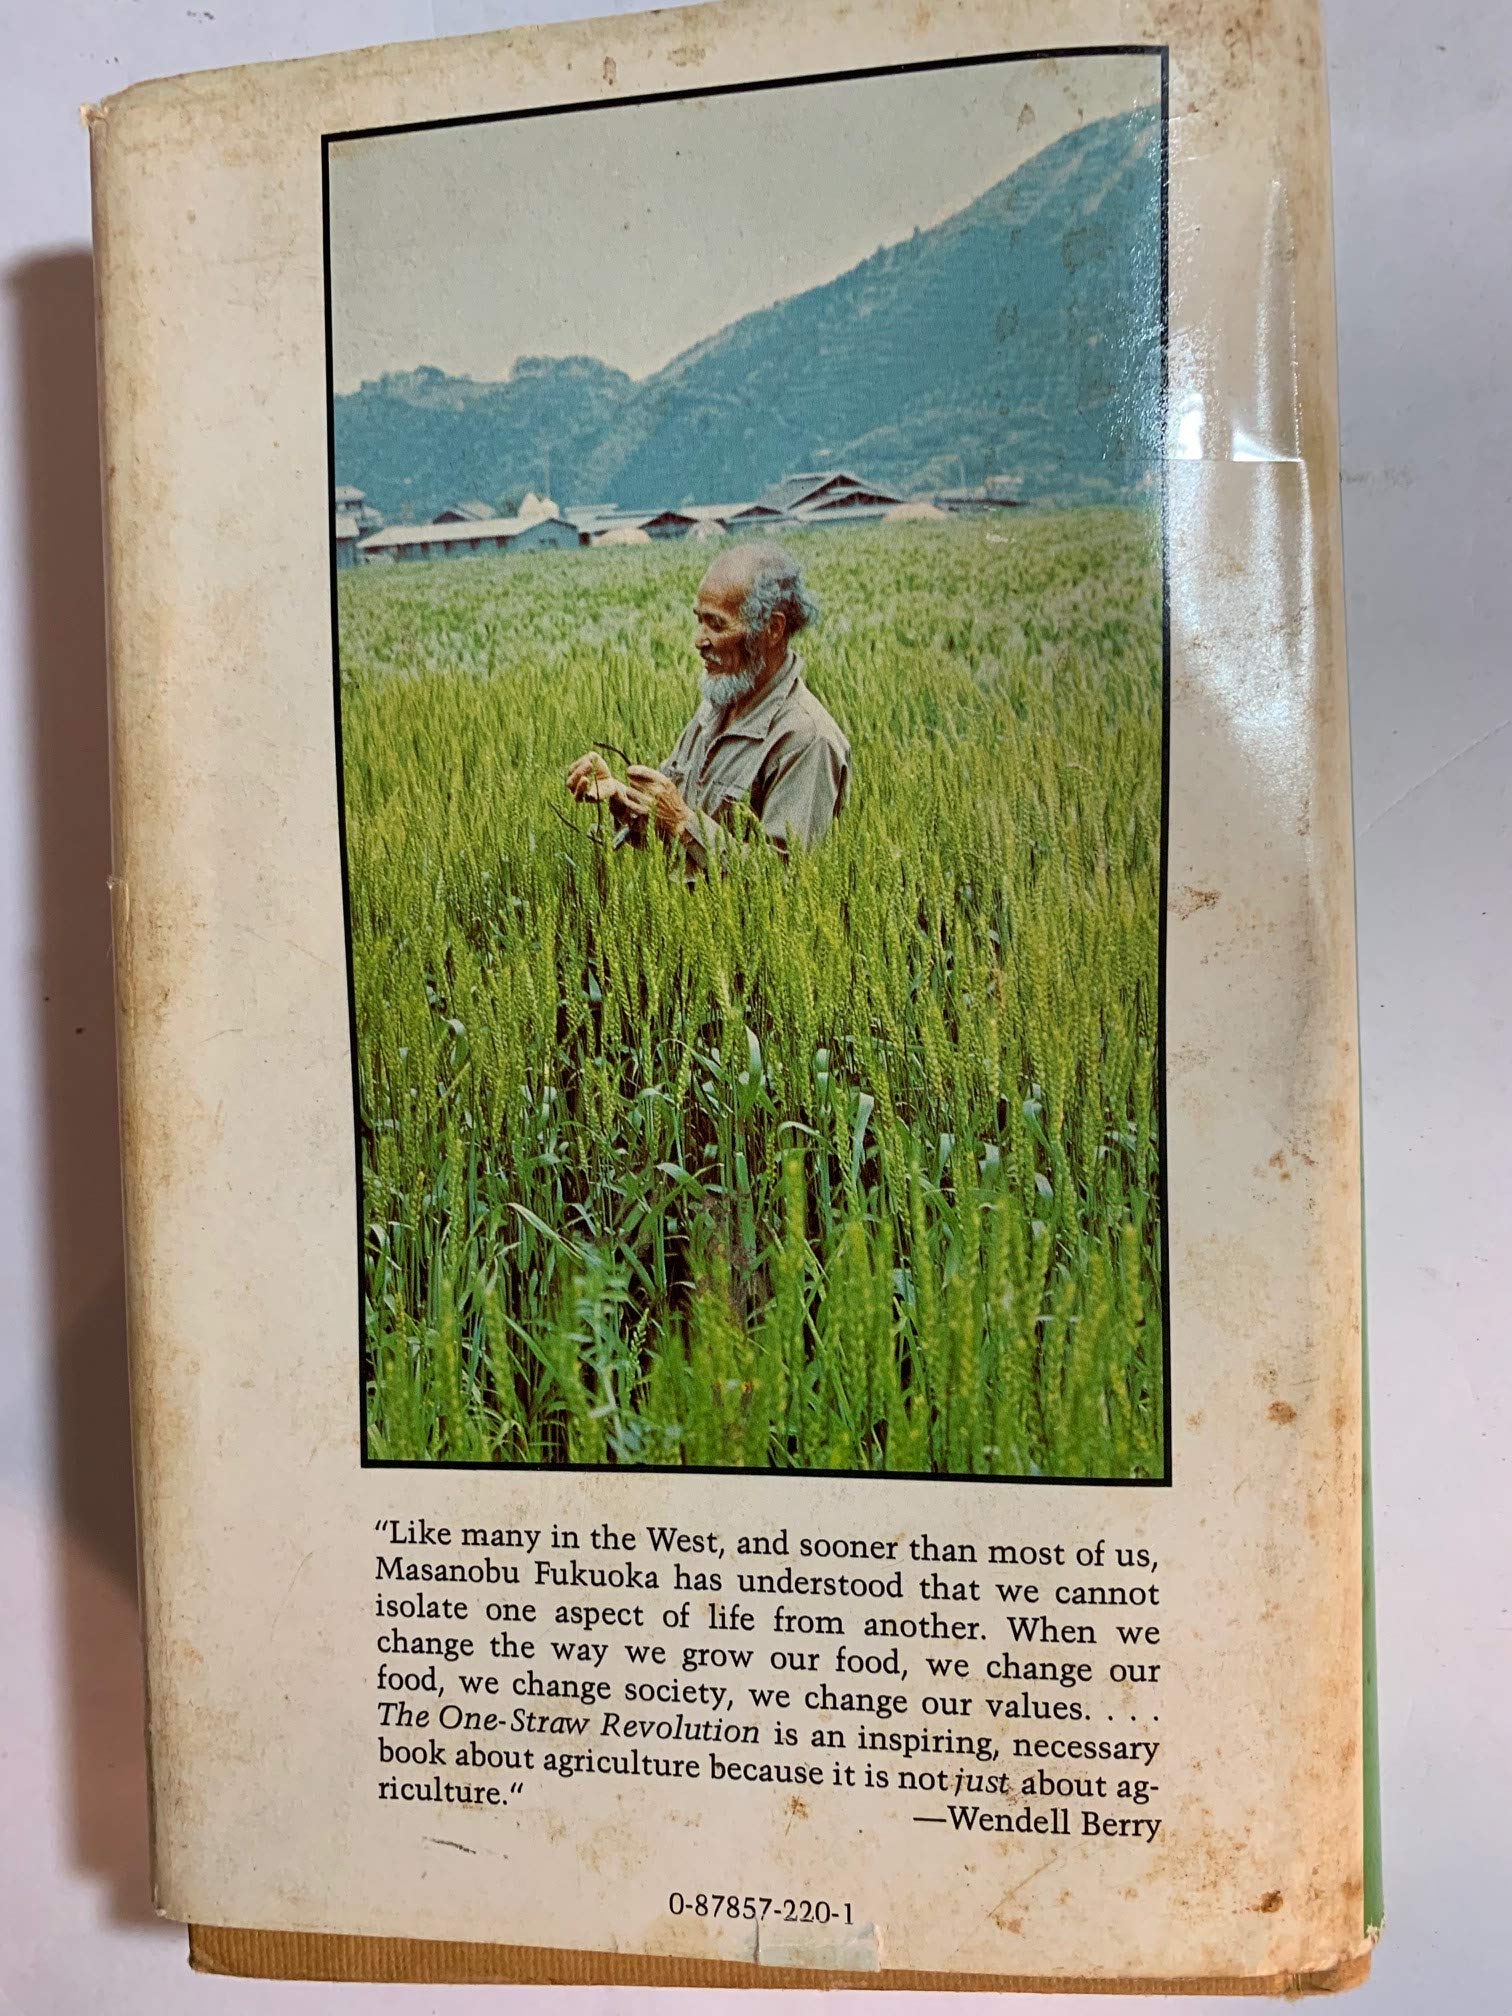 “Like many in the West, and sooner than most of us,
Masanobu Fukuoka has understood that we cannot
isolate one aspect of life from another. When we
change the way we grow our food, we change our
food, we change society, we change our values. . . .
The One-Straw Revolution is an inspiring, necessary
book about agriculture because it is not just about ag-
riculture.“
—Wendell Berry
0-87857-220-1